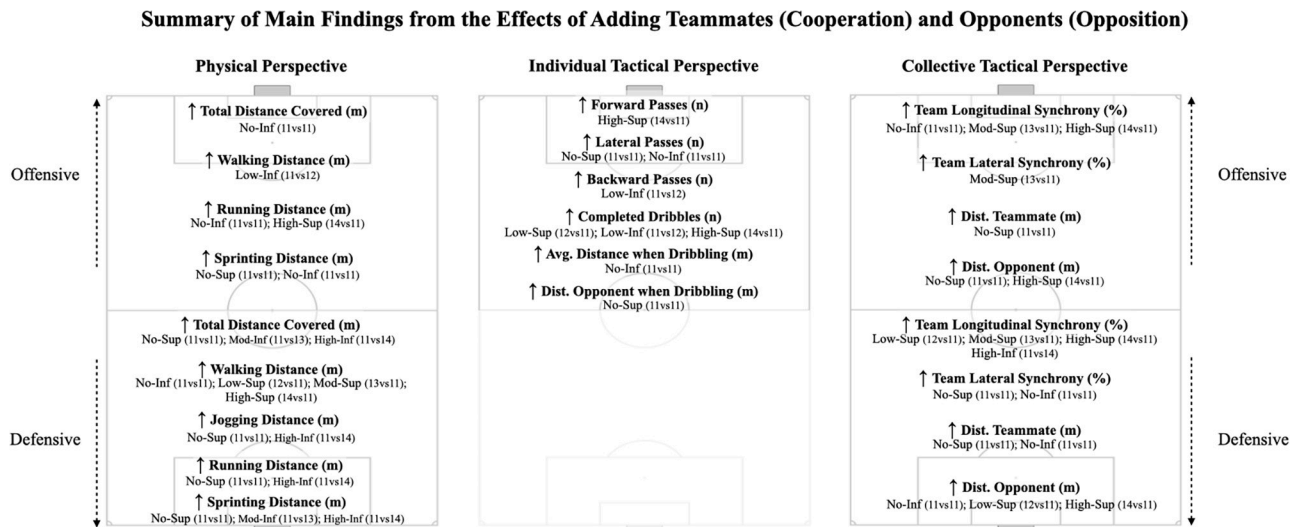 Summary of Main Findings from the Effects of Adding Teammates (Cooperation) and Opponents (Opposition)
Physical Perspective
Offensive
↑ Total Distance Covered (m)
No-Inf (11vs11)
↑ Walking Distance (m)
Low-Inf (11vs12)
↑ Running Distance (m)
No-Inf (11vs11); High-Sup (14vs11)
↑ Sprinting Distance (m)
No-Sup (11vs11); No-Inf (11vs11)
Defensive
↑ Total Distance Covered (m)
No-Sup (11vs11); Mod-Inf (11vs13); High-Inf (11vs14)
↑ Walking Distance (m)
No-Inf (11vs11); Low-Sup (12vs11); Mod-Sup (13vs11);
High-Sup (14vs11)
↑ Jogging Distance (m)
No-Sup (11vs11); High-Inf (11vs14)
↑ Running Distance (m)
No-Sup (11vs11); High-Inf (11vs14)
↑ Sprinting Distance (m)
No-Sup (11vs11); Mod-Inf (11vs13); High-Inf (11vs14)
Individual Tactical Perspective
↑ Forward Passes (n)
High-Sup (14vs11)
↑ Lateral Passes (n)
No-Sup (11vs11); No-Inf (11vs11)
↑ Backward Passes (n)
Low-Inf (11vs12)
↑ Completed Dribbles (n)
Low-Sup (12vs11); Low-Inf (11vs12); High-Sup (14vs11)
↑ Avg. Distance when Dribbling (m)
No-Inf (11vs11)
↑ Dist. Opponent when Dribbling (m)
No-Sup (11vs11)
Collective Tactical Perspective
Offensive
↑ Team Longitudinal Synchrony (%)
No-Inf (11vs11); Mod-Sup (13vs11); High-Sup (14vs11)
↑ Team Lateral Synchrony (%)
Mod-Sup (13vs11)
↑ Dist. Teammate (m)
No-Sup (11vs11)
↑ Dist. Opponent (m)
No-Sup (11vs11); High-Sup (14vs11)
Defensive
↑ Team Longitudinal Synchrony (%)
Low-Sup (12vs11); Mod-Sup (13vs11); High-Sup (14vs11)
High-Inf (11vs14)
↑ Team Lateral Synchrony (%)
No-Sup (11vs11); No-Inf (11vs11)
↑ Dist. Teammate (m)
No-Sup (11vs11); No-Inf (11vs11)
↑ Dist. Opponent (m)
No-Inf (11vs11); Low-Sup (12vs11); High-Sup (14vs11)